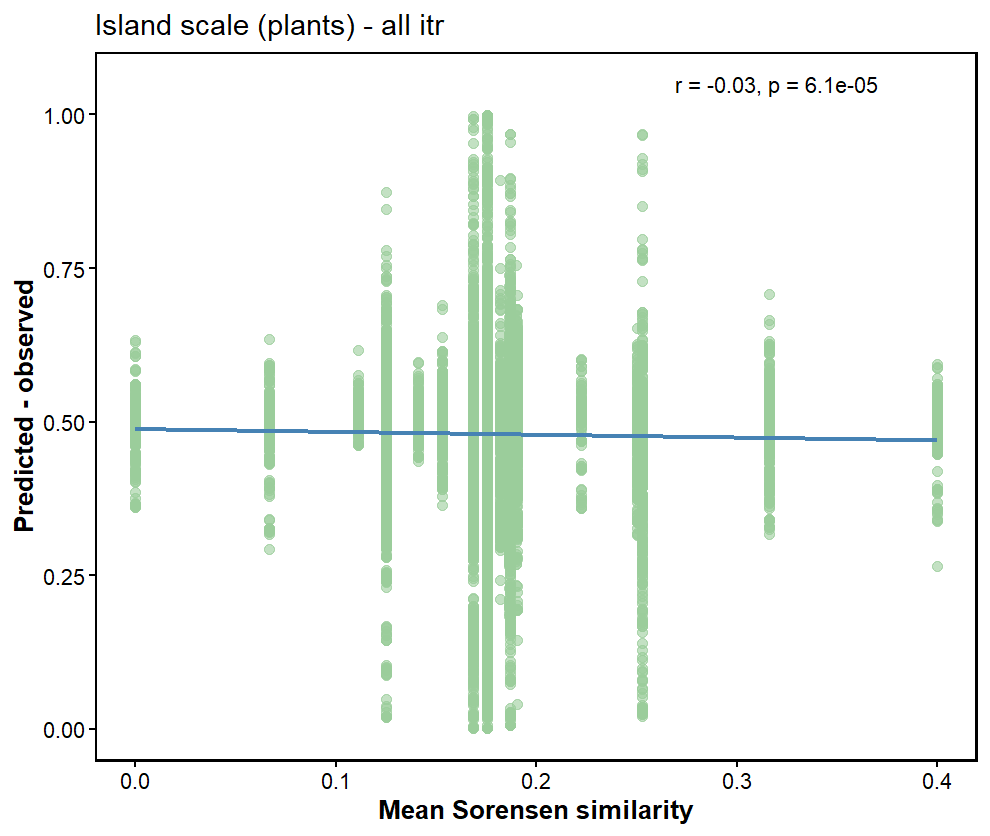 Island scale (plants) - all itr
r = -0.03, p = 6.1e-05
Predicted - observed
1.00
0.75
0.50
0.25
0.00
0.0 0.1 0.2 0.3 0.4
Mean Sorensen similarity